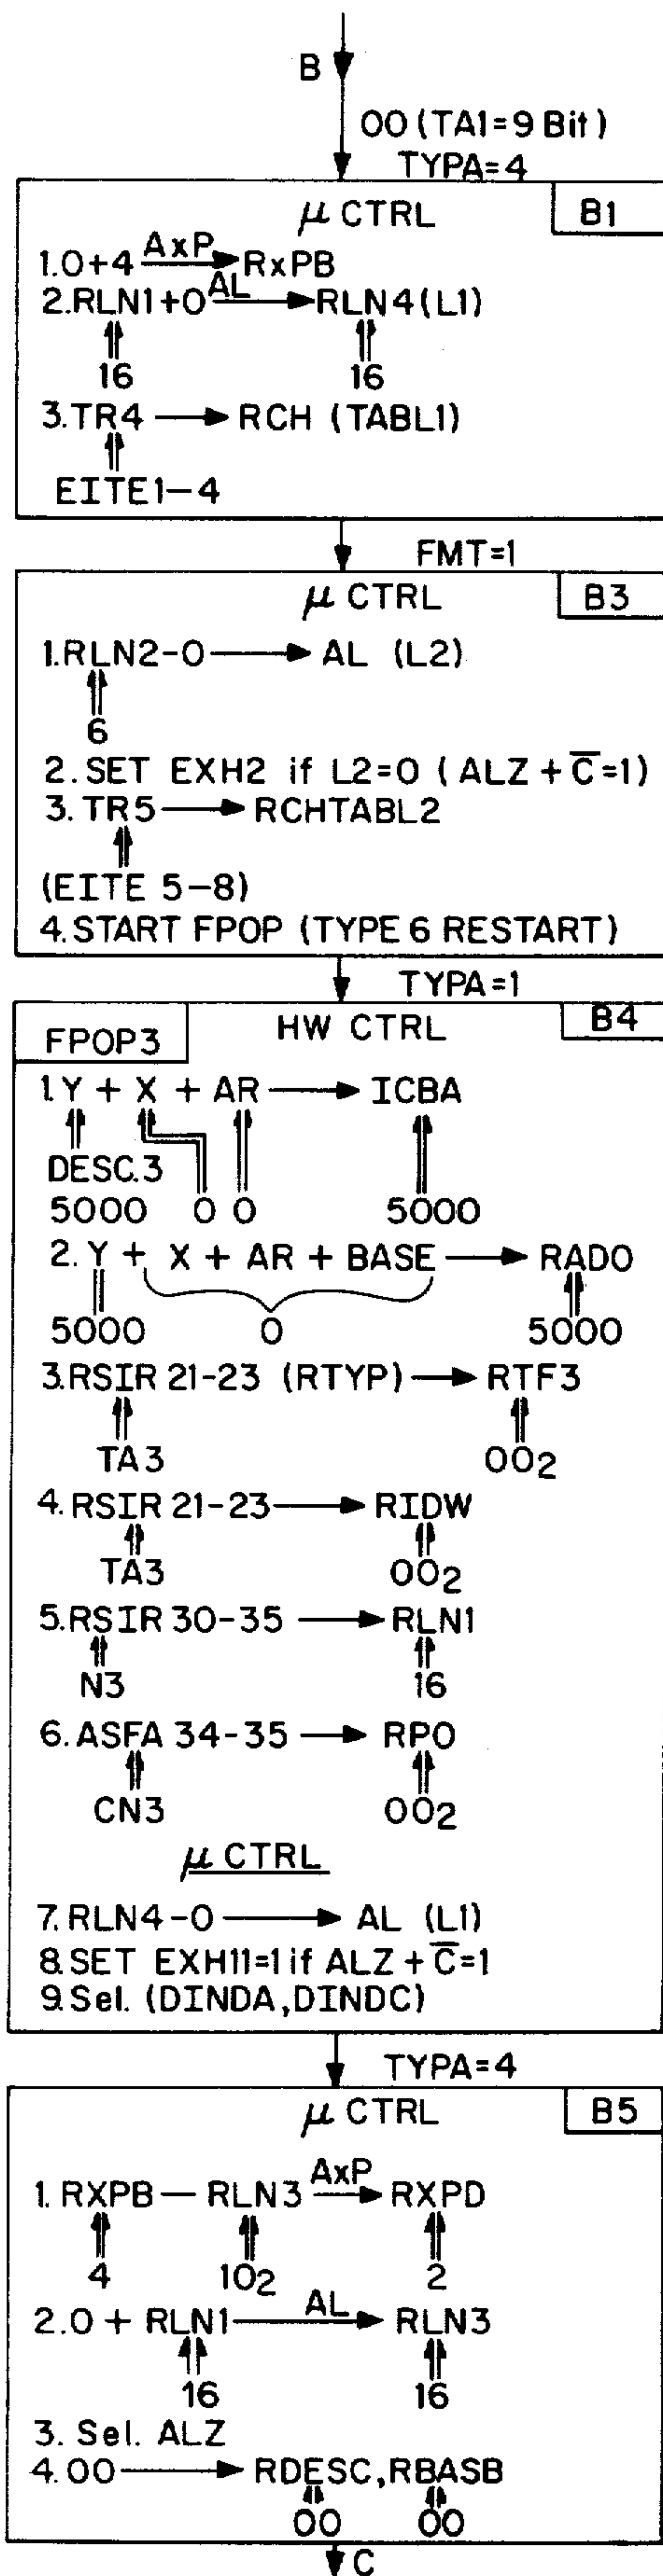 B
00 (TA1=9 Bit)
TYPA=4
μ CTRL
B1
1.0+4 AxP RxPB
2.RLN1+0 AL RLN4(L1)
16 16
3.TR4 RCH (TABL1)
EITE1-4
FMT=1
μ CTRL
B3
1.RLN2-0 AL (L2)
6
2. SET EXH2 if L2=0 (ALZ + C̅=1)
3. TR5 RCHTABL2
(EITE 5-8)
4.START FPOP (TYPE 6 RESTART)
TYPA=1
FPOP3
HW CTRL
B4
1.Y + X + AR ICBA
DESC.3
5000 0 0 5000
2. Y + X + AR + BASE RADO
5000 0 5000
3.RSIR 21-23 (RTYP) RTF3
TA3 00₂
4. RSIR 21-23 RIDW
TA3 00₂
5.RSIR 30-35 RLN1
N3 16
6.ASFA 34-35 RPO
CN3 00₂
μ CTRL
7. RLN4-0 AL (L1)
8.SET EXH11=1 if ALZ + C̅=1
9.Sel. (DINDA,DINDC)
TYPA=4
μ CTRL
B5
1. RXPB — RLN3 AxP RXPD
4 10₂ 2
2.0 + RLN1 AL RLN3
16 16
3. Sel. ALZ
4.00 RDESC,RBASB
00 00
C